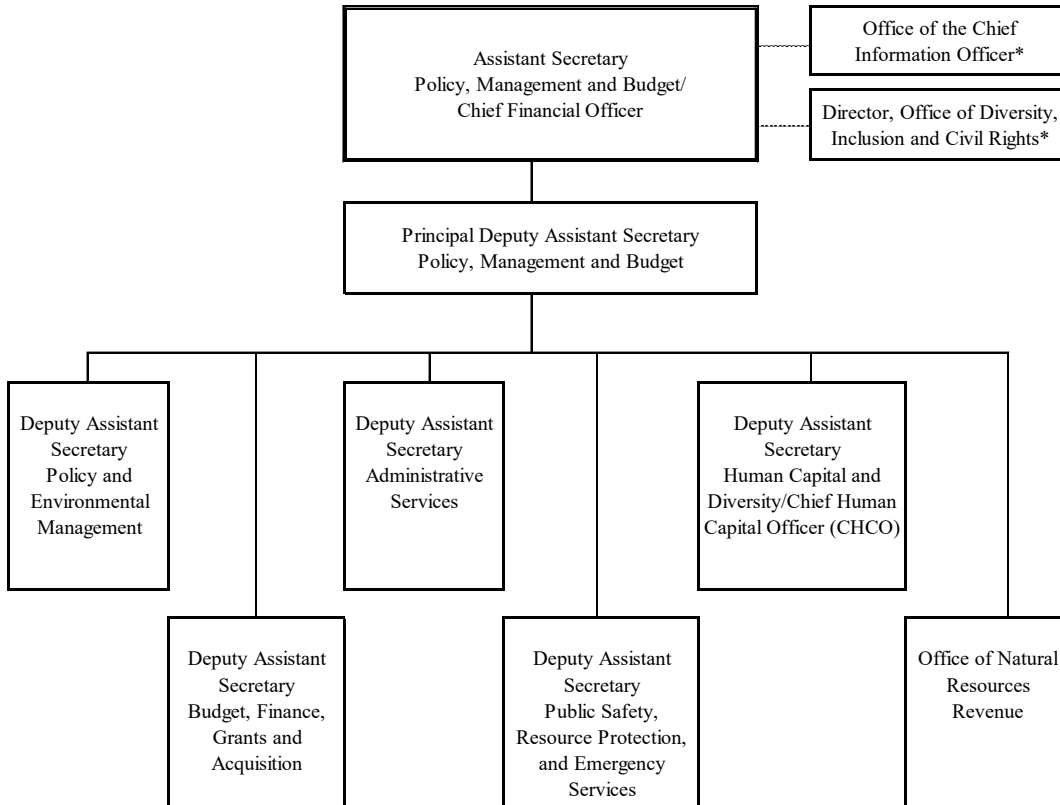 Assistant Secretary
Policy, Management and Budget/
Chief Financial Officer
Office of the Chief
Information Officer*
Director, Office of Diversity,
Inclusion and Civil Rights*
Principal Deputy Assistant Secretary
Policy, Management and Budget
Deputy Assistant
Secretary
Policy and
Environmental
Management
Deputy Assistant
Secretary
Administrative
Services
Deputy Assistant
Secretary
Human Capital and
Diversity/Chief Human
Capital Officer (CHCO)
Deputy Assistant
Secretary
Budget, Finance,
Grants and
Acquisition
Deputy Assistant
Secretary
Public Safety,
Resource Protection,
and Emergency
Services
Office of Natural
Resources
Revenue